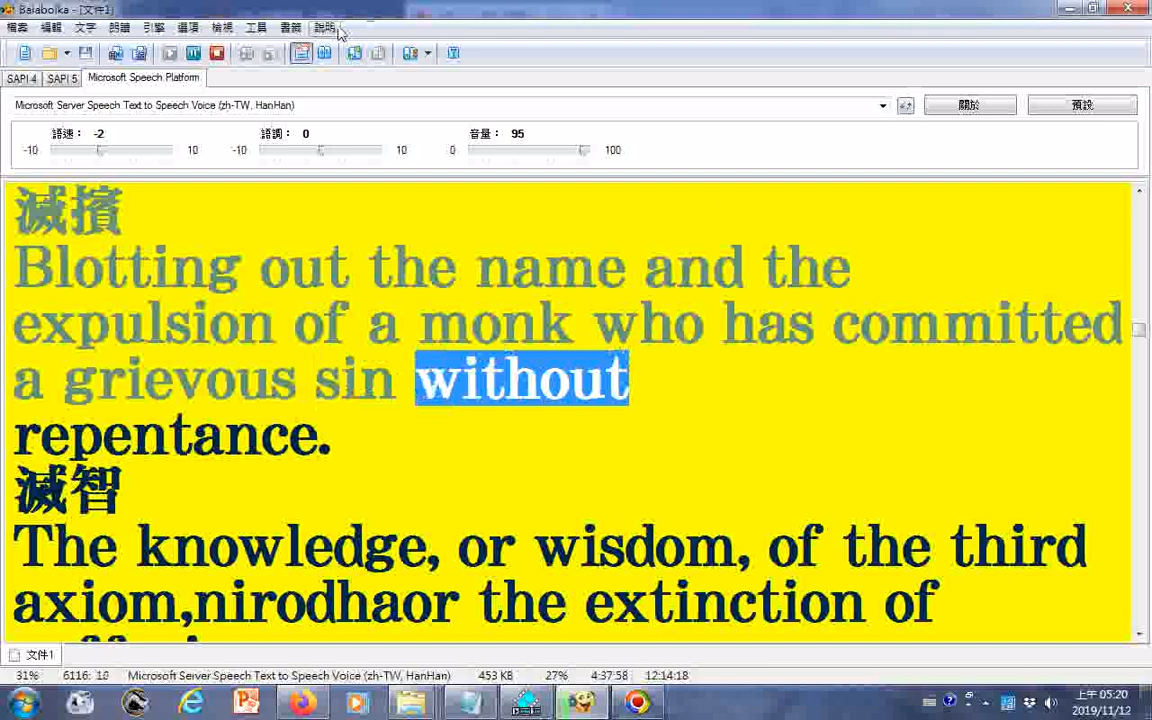 Balabolka - [文件1]
檔案 編輯 文字 朗讀 引擎 選項 檢視 工具 書籤 說明
SAPI 4 SAPI 5 Microsoft Speech Platform
Microsoft Server Speech Text to Speech Voice (zh-TW, HanHan) 關於 預設
語速： -2 語調： 0 音量： 95
-10 10 -10 10 0 100
滅擯
Blotting out the name and the
expulsion of a monk who has committed
a grievous sin without
repentance.
滅智
The knowledge, or wisdom, of the third
axiom,nirodhaor the extinction of
文件1
31% 6116: 18 Microsoft Server Speech Text to Speech Voice (zh-TW, HanHan) 453 KB 27% 4:37:58 12:14:18
上午 05:20
2019/11/12